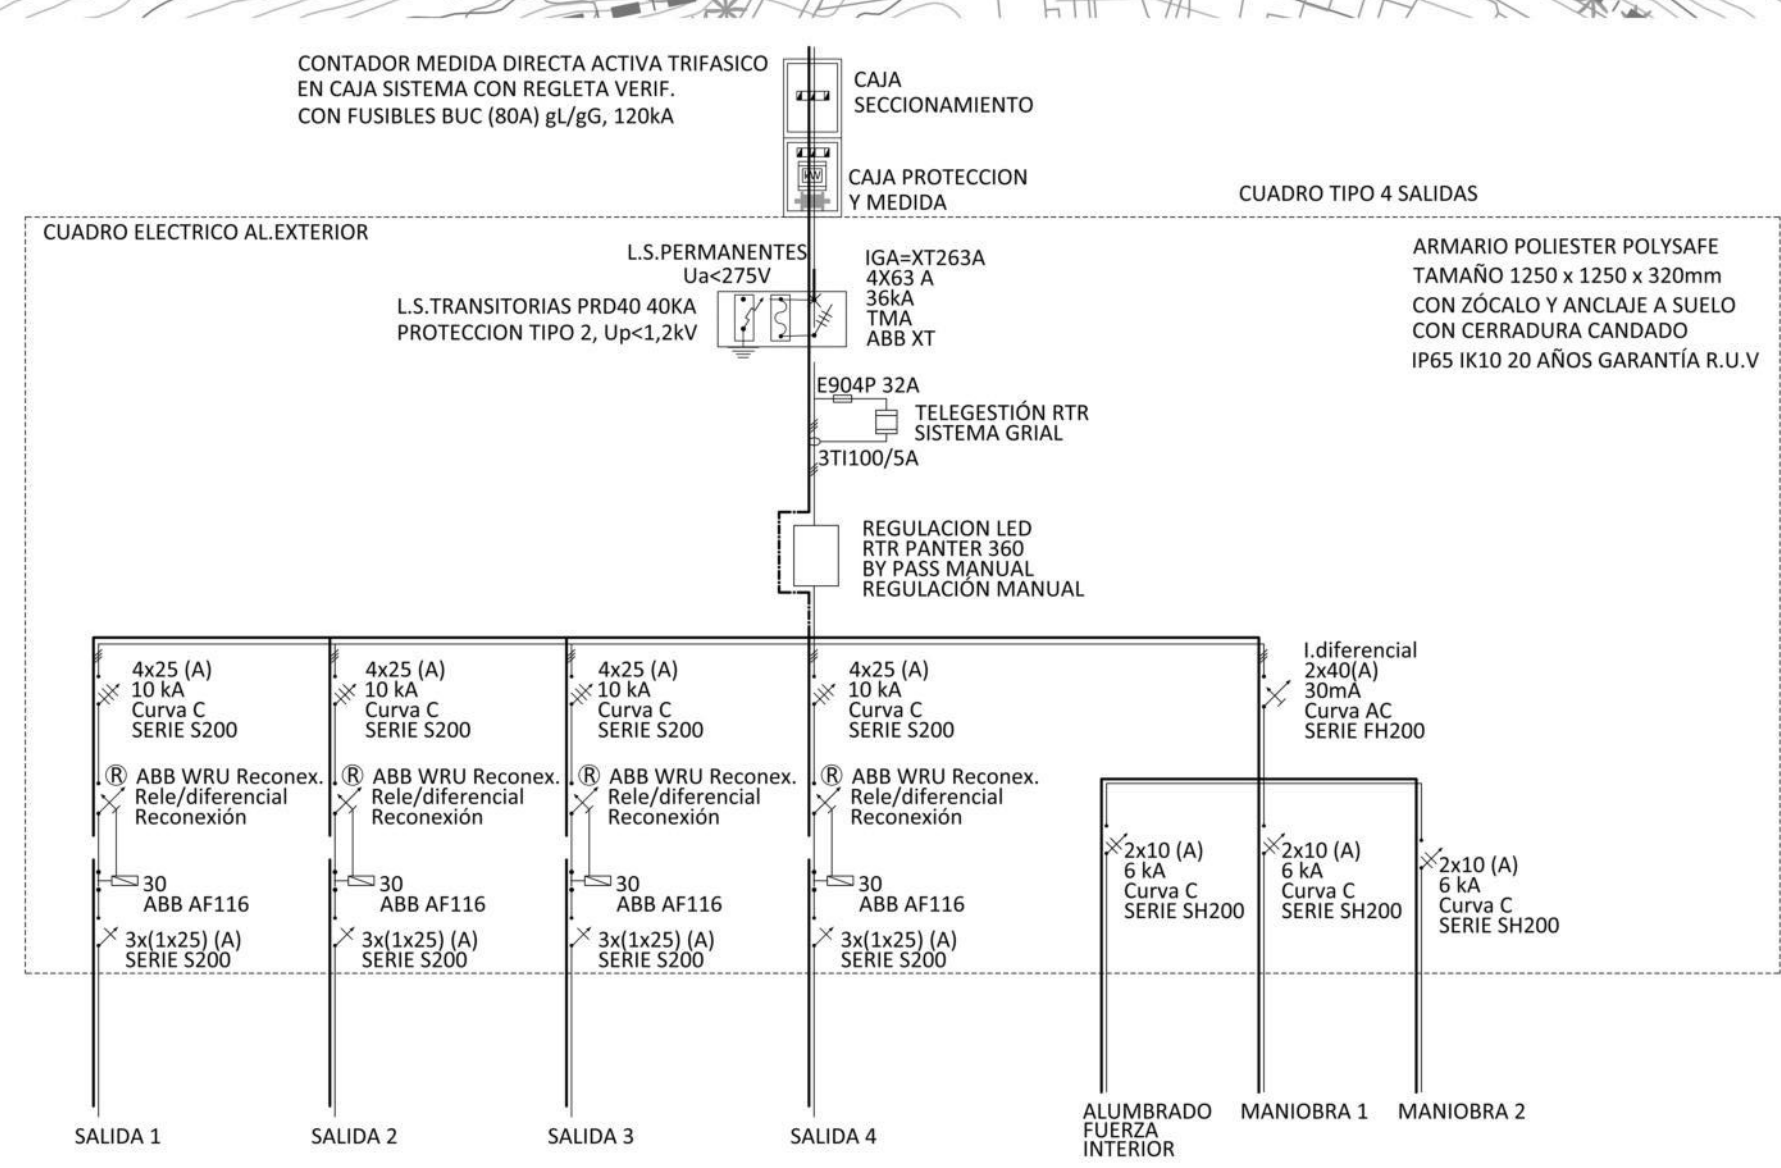 CONTADOR MEDIDA DIRECTA ACTIVA TRIFASICO
EN CAJA SISTEMA CON REGLETA VERIF.
CON FUSIBLES BUC (80A) gL/gG, 120kA
CAJA
SECCIONAMIENTO
kW
CAJA PROTECCION
Y MEDIDA
CUADRO TIPO 4 SALIDAS
CUADRO ELECTRICO AL.EXTERIOR
L.S.PERMANENTES
Ua<275V
L.S.TRANSITORIAS PRD40 40KA
PROTECCION TIPO 2, Up<1,2kV
IGA=XT263A
4X63 A
36kA
TMA
ABB XT
ARMARIO POLIESTER POLYSAFE
TAMAÑO 1250 x 1250 x 320mm
CON ZÓCALO Y ANCLAJE A SUELO
CON CERRADURA CANDADO
IP65 IK10 20 AÑOS GARANTÍA R.U.V
E904P 32A
TELEGESTIÓN RTR
SISTEMA GRIAL
3TI100/5A
REGULACION LED
RTR PANTER 360
BY PASS MANUAL
REGULACIÓN MANUAL
4x25 (A)
10 kA
Curva C
SERIE S200
® ABB WRU Reconex.
Rele/diferencial
Reconexión
30
ABB AF116
3x(1x25) (A)
SERIE S200
SALIDA 1
4x25 (A)
10 kA
Curva C
SERIE S200
® ABB WRU Reconex.
Rele/diferencial
Reconexión
30
ABB AF116
3x(1x25) (A)
SERIE S200
SALIDA 2
4x25 (A)
10 kA
Curva C
SERIE S200
® ABB WRU Reconex.
Rele/diferencial
Reconexión
30
ABB AF116
3x(1x25) (A)
SERIE S200
SALIDA 3
4x25 (A)
10 kA
Curva C
SERIE S200
® ABB WRU Reconex.
Rele/diferencial
Reconexión
30
ABB AF116
3x(1x25) (A)
SERIE S200
SALIDA 4
I.diferencial
2x40(A)
30mA
Curva AC
SERIE FH200
2x10 (A)
6 kA
Curva C
SERIE SH200
ALUMBRADO
FUERZA
INTERIOR
2x10 (A)
6 kA
Curva C
SERIE SH200
MANIOBRA 1
2x10 (A)
6 kA
Curva C
SERIE SH200
MANIOBRA 2